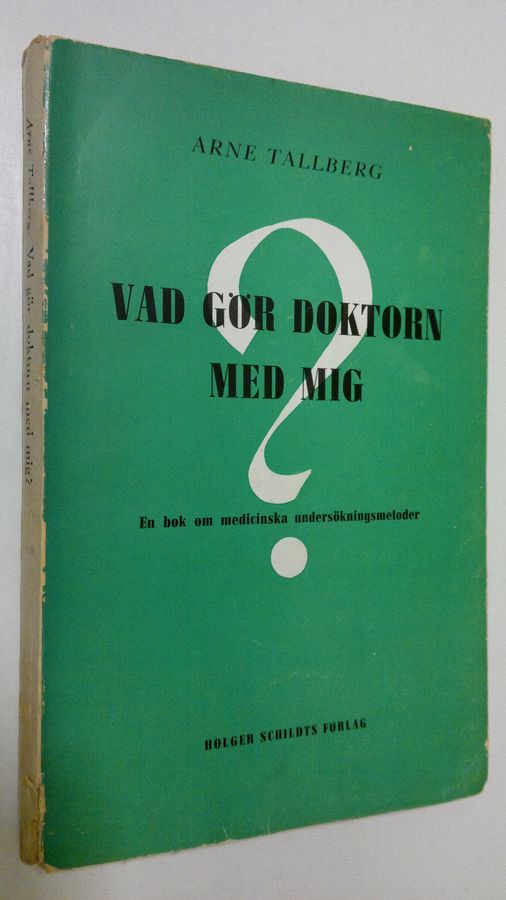 ARNE TALLBERG
VAD GÖR DOKTORN
MED MIG
?
En bok om medicinska undersökningsmetoder
HOLGER SCHILDTS FÖRLAG
Arne Tallberg. Vad gör doktorn med mig?